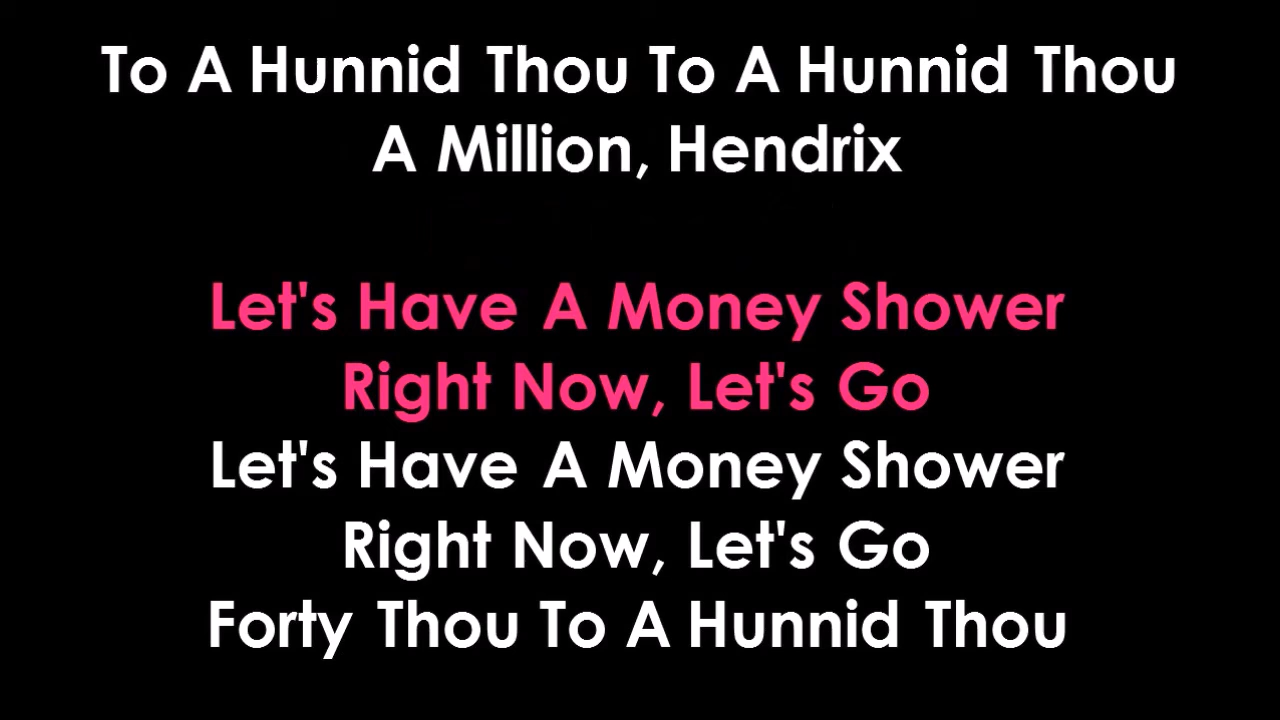 To A Hunnid Thou To A Hunnid Thou
A Million, Hendrix
Let's Have A Money Shower
Right Now, Let's Go
Let's Have A Money Shower
Right Now, Let's Go
Forty Thou To A Hunnid Thou